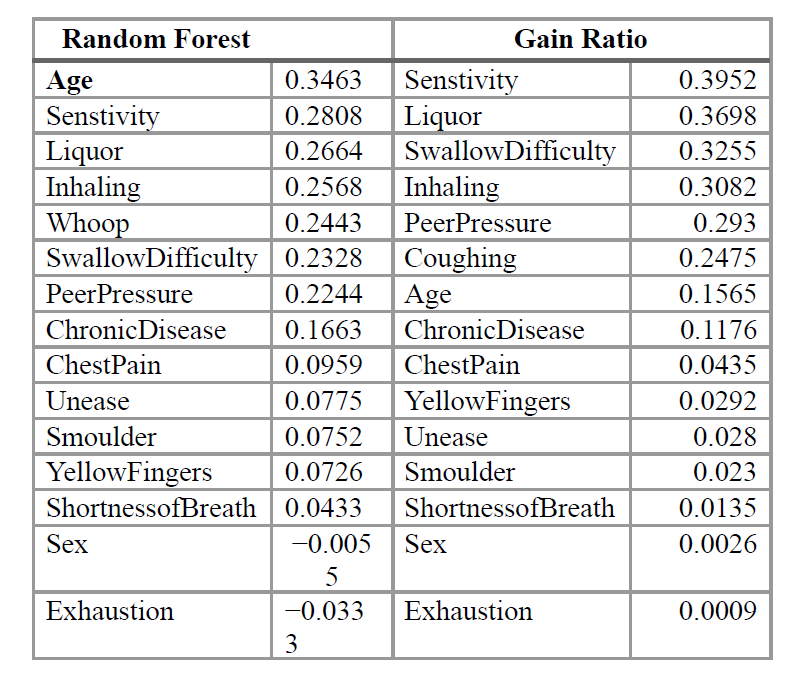 Random Forest Gain Ratio
Age 0.3463 Senstivity 0.3952
Senstivity 0.2808 Liquor 0.3698
Liquor 0.2664 SwallowDifficulty 0.3255
Inhaling 0.2568 Inhaling 0.3082
Whoop 0.2443 PeerPressure 0.293
SwallowDifficulty 0.2328 Coughing 0.2475
PeerPressure 0.2244 Age 0.1565
ChronicDisease 0.1663 ChronicDisease 0.1176
ChestPain 0.0959 ChestPain 0.0435
Unease 0.0775 YellowFingers 0.0292
Smoulder 0.0752 Unease 0.028
YellowFingers 0.0726 Smoulder 0.023
ShortnessofBreath 0.0433 ShortnessofBreath 0.0135
Sex −0.005 Sex 0.0026
5
Exhaustion −0.033 Exhaustion 0.0009
3